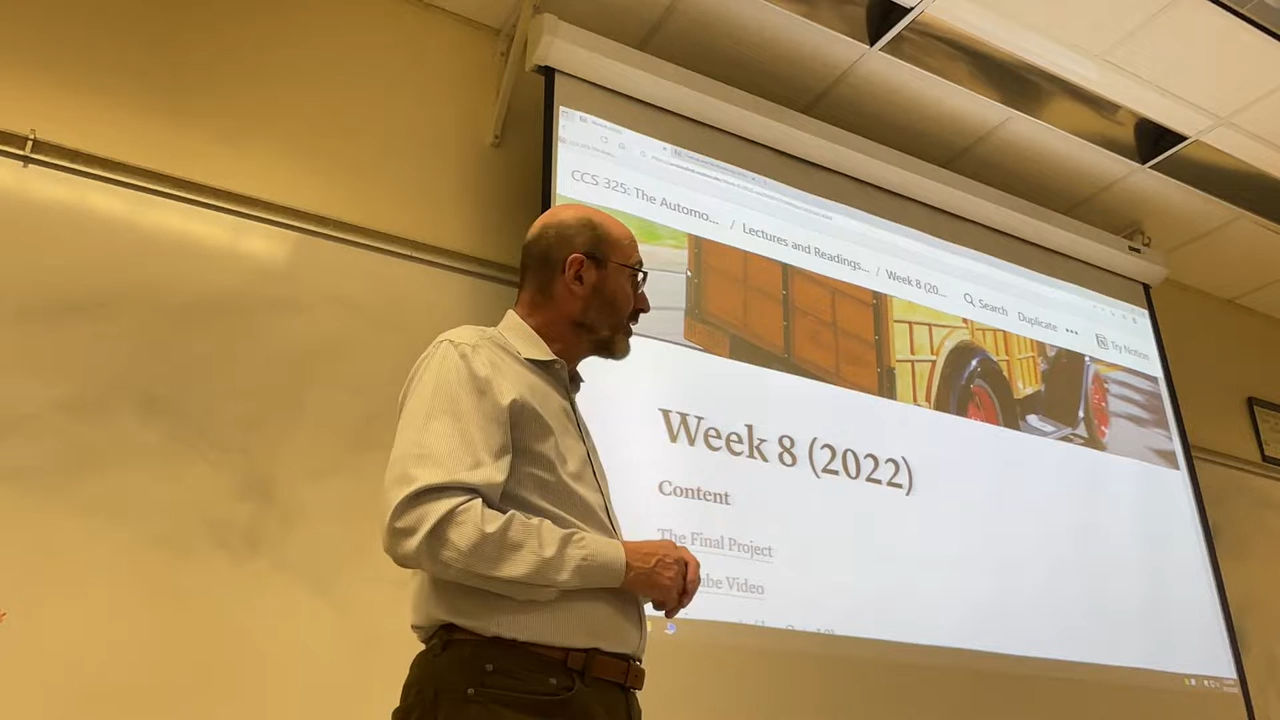 CCS 325: The Automo... / Lectures and Readings... / Week 8 (20... Search Duplicate ••• Try Notion
Week 8 (2022)
Content
The Final Project
ube Video